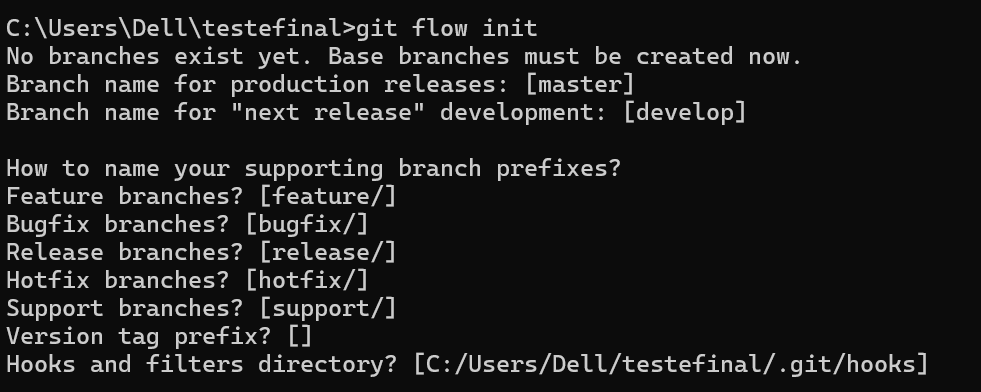 C:\Users\Dell\testefinal>git flow init
No branches exist yet. Base branches must be created now.
Branch name for production releases: [master]
Branch name for "next release" development: [develop]

How to name your supporting branch prefixes?
Feature branches? [feature/]
Bugfix branches? [bugfix/]
Release branches? [release/]
Hotfix branches? [hotfix/]
Support branches? [support/]
Version tag prefix? []
Hooks and filters directory? [C:/Users/Dell/testefinal/.git/hooks]